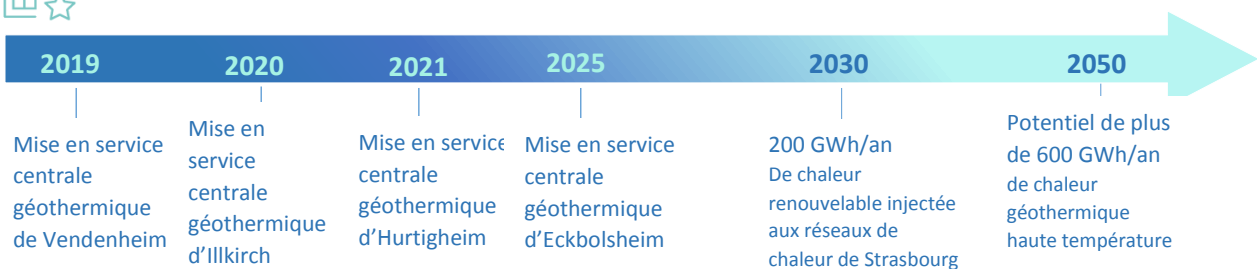 2019
2020
2021
2025
2030
2050
Mise en service
centrale
géothermique
de Vendenheim
Mise en
service
centrale
géothermique
d'Illkirch
Mise en service
centrale
géothermique
d'Hurtigheim
Mise en service
centrale
géothermique
d'Eckbolsheim
200 GWh/an
De chaleur
renouvelable injectée
aux réseaux de
chaleur de Strasbourg
Potentiel de plus
de 600 GWh/an
de chaleur
géothermique
haute température